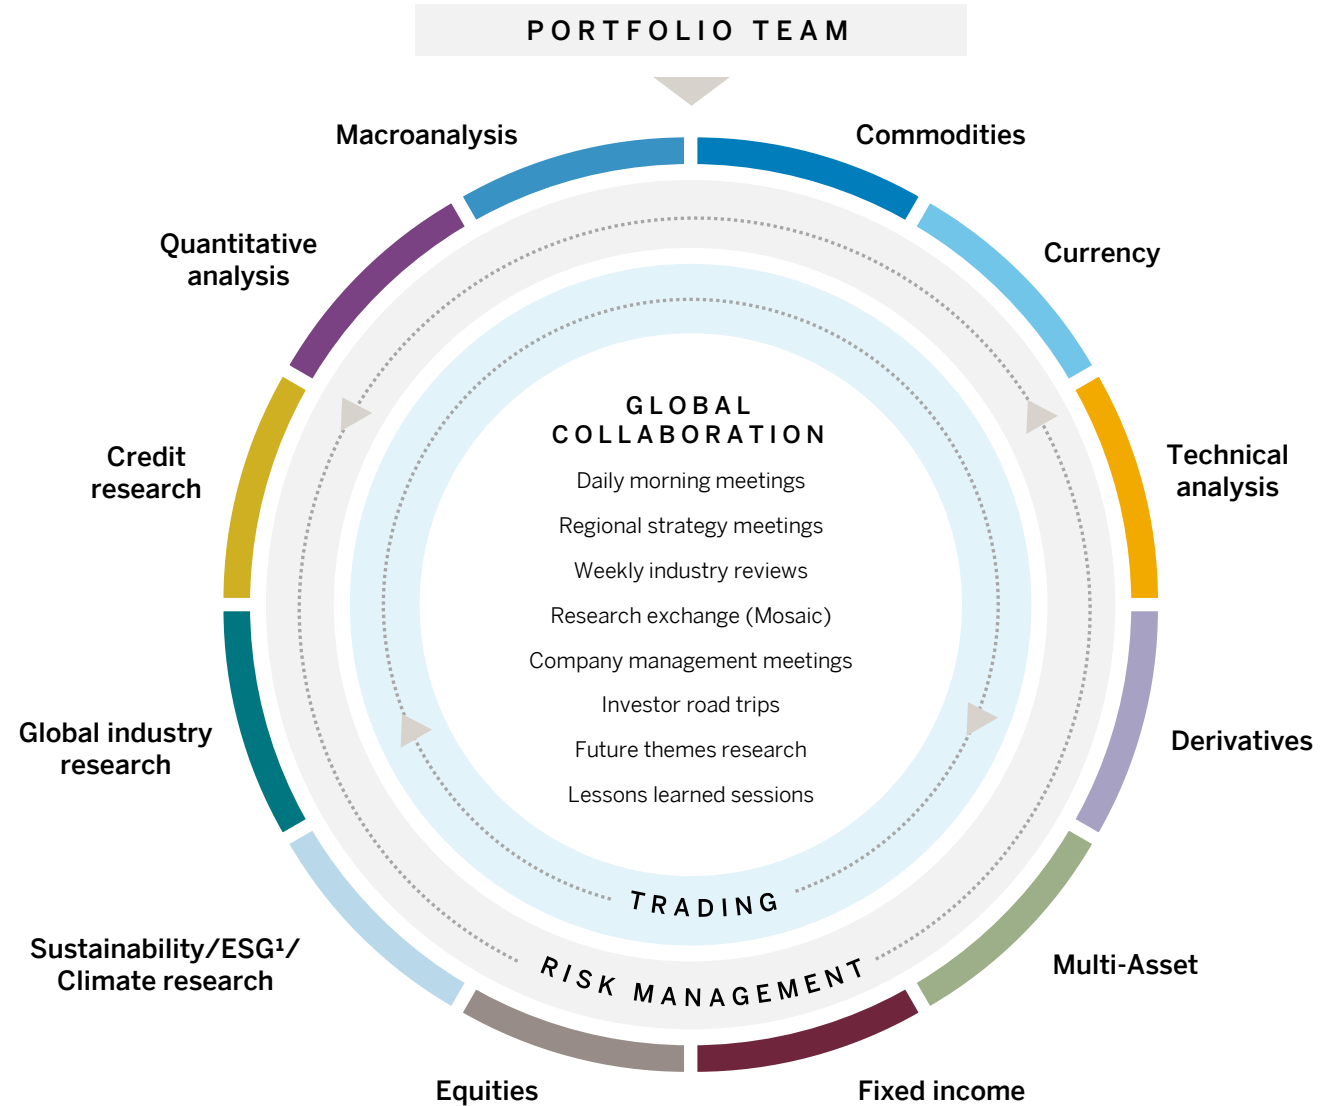 PORTFOLIO TEAM
Macroanalysis
Commodities
Quantitative
analysis
Currency
Credit
research
Technical
analysis
GLOBAL
COLLABORATION
Daily morning meetings
Regional strategy meetings
Weekly industry reviews
Research exchange (Mosaic)
Company management meetings
Investor road trips
Future themes research
Lessons learned sessions
Global industry
research
Derivatives
TRADING
RISK MANAGEMENT
Sustainability/ESG¹/
Climate research
Multi-Asset
Equities
Fixed income